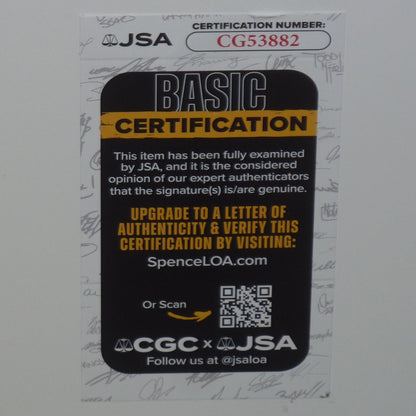 CERTIFICATION NUMBER:
JSA CG53882
BASIC
CERTIFICATION
This item has been fully examined
by JSA, and it is the considered
opinion of our expert authenticators
that the signature(s) is/are genuine.
UPGRADE TO A LETTER OF
AUTHENTICITY & VERIFY THIS
CERTIFICATION BY VISITING:
SpenceLOA.com
Or Scan
CGC x JSA
Follow us at @jsaloa